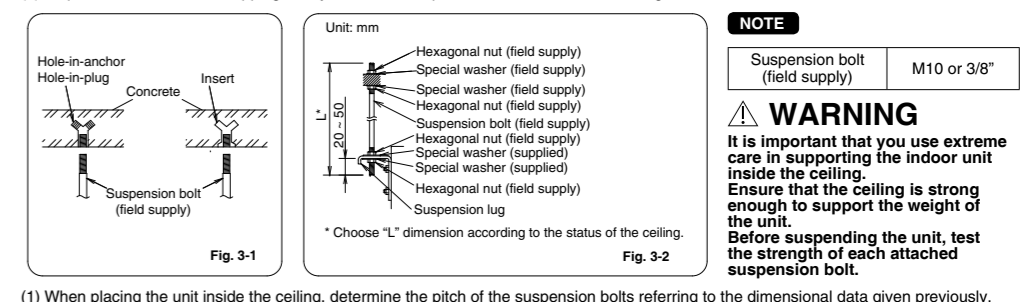 Hole-in-anchor
Hole-in-plug
Insert
Concrete
Suspension bolt
(field supply)
Fig. 3-1
Unit: mm
Hexagonal nut (field supply)
Special washer (field supply)
Special washer (field supply)
Hexagonal nut (field supply)
Suspension bolt (field supply)
Hexagonal nut (field supply)
Special washer (supplied)
Special washer (supplied)
Hexagonal nut (field supply)
Suspension lug
L*
20 ~ 50
* Choose “L” dimension according to the status of the ceiling.
Fig. 3-2
NOTE
Suspension bolt
(field supply)
M10 or 3/8”
WARNING
It is important that you use extreme
care in supporting the indoor unit
inside the ceiling.
Ensure that the ceiling is strong
enough to support the weight of
the unit.
Before suspending the unit, test
the strength of each attached
suspension bolt.
(1) When placing the unit inside the ceiling, determine the pitch of the suspension bolts referring to the dimensional data given previously.